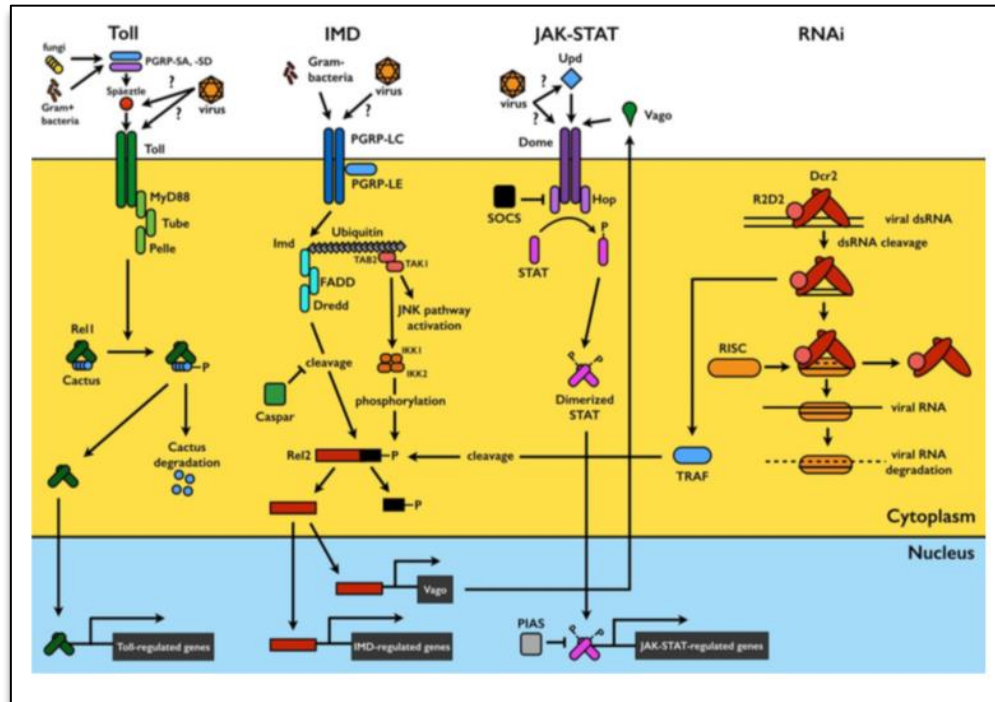 Toll
fungi
PGRP-SA, -SD
Späeztle
?
?
virus
Gram+
bacteria
Toll
MyD88
Tube
Pelle
Rel1
Cactus
P
Cactus
degradation
Toll-regulated genes
IMD
Gram-
bacteria
virus
?
PGRP-LC
PGRP-LE
Ubiquitin
Imd
TAB2
TAK1
FADD
Dredd
JNK pathway
activation
cleavage
IKK1
IKK2
Caspar
phosphorylation
Rel2
P
P
Vago
IMD-regulated genes
JAK-STAT
Upd
virus
?
?
Vago
Dome
SOCS
Hop
P
STAT
P
P
Dimerized
STAT
cleavage
PIAS
P
P
JAK-STAT-regulated genes
RNAi
Dcr2
R2D2
viral dsRNA
dsRNA cleavage
RISC
viral RNA
viral RNA
degradation
TRAF
Cytoplasm
Nucleus